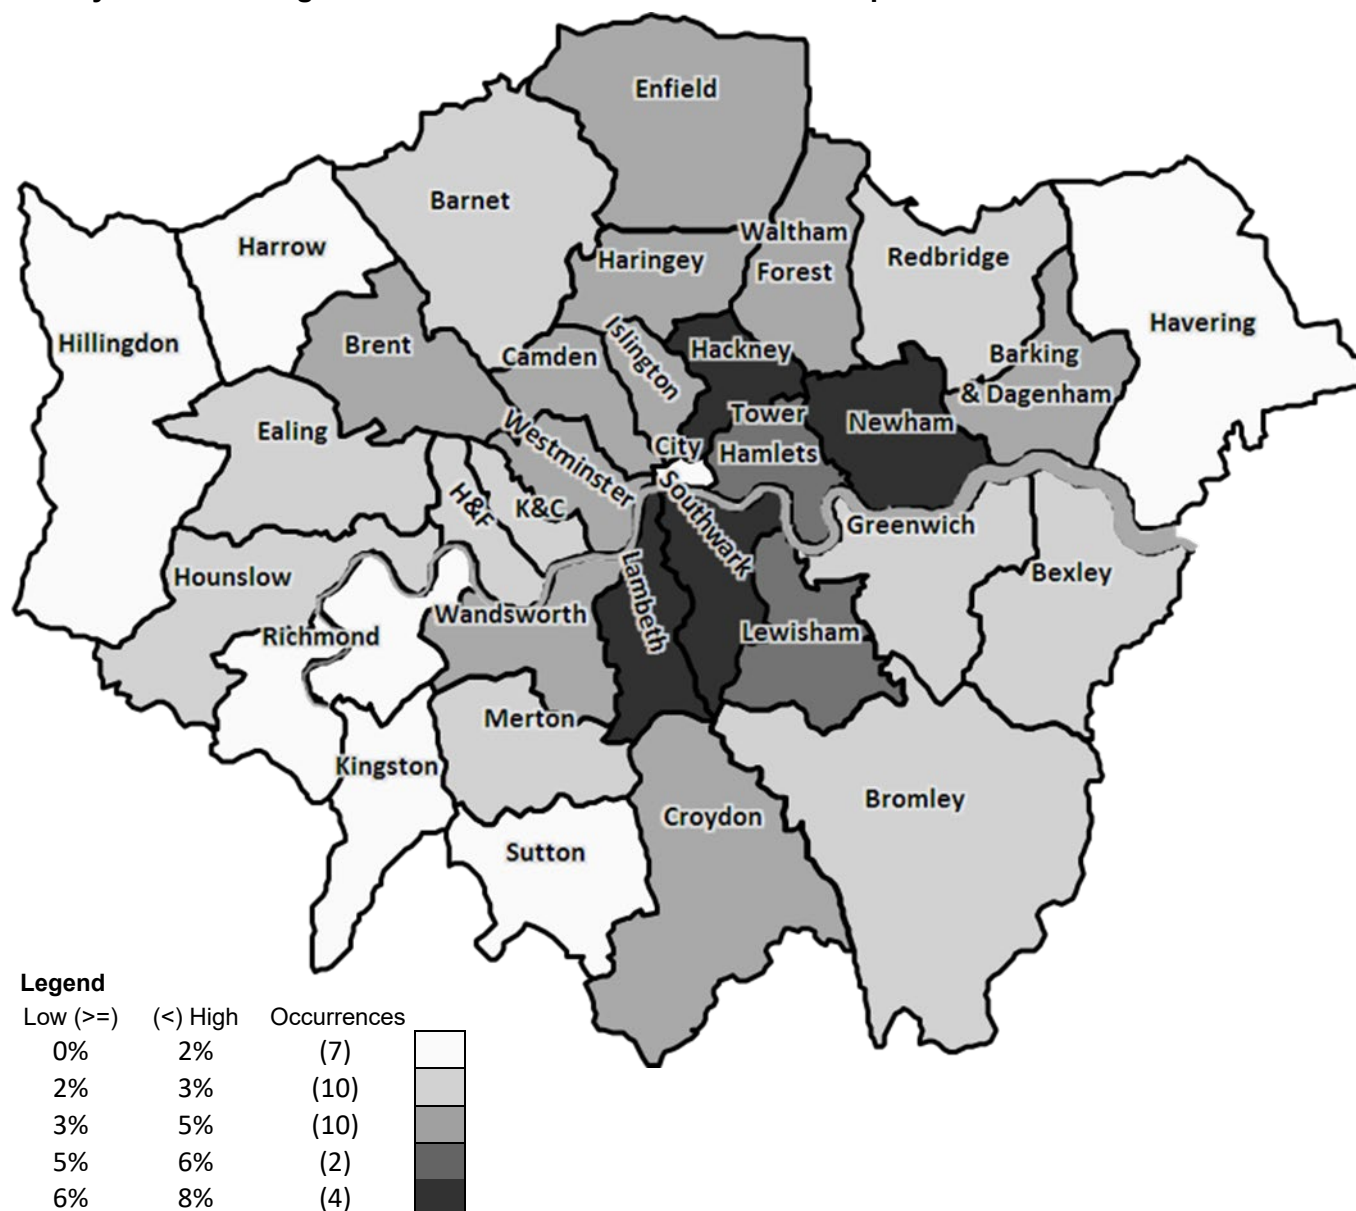 Enfield
Barnet
Waltham
Forest
Harrow
Haringey
Redbridge
Havering
Hillingdon
Brent
Camden
Islington
Hackney
Barking
& Dagenham
Ealing
Westminster
City
Tower
Hamlets
Newham
H&F
K&C
Southwark
Greenwich
Hounslow
Lambeth
Bexley
Richmond
Wandsworth
Lewisham
Merton
Kingston
Bromley
Croydon
Sutton
Legend
Low (>=) (<) High Occurrences
0% 2% (7)
2% 3% (10)
3% 5% (10)
5% 6% (2)
6% 8% (4)